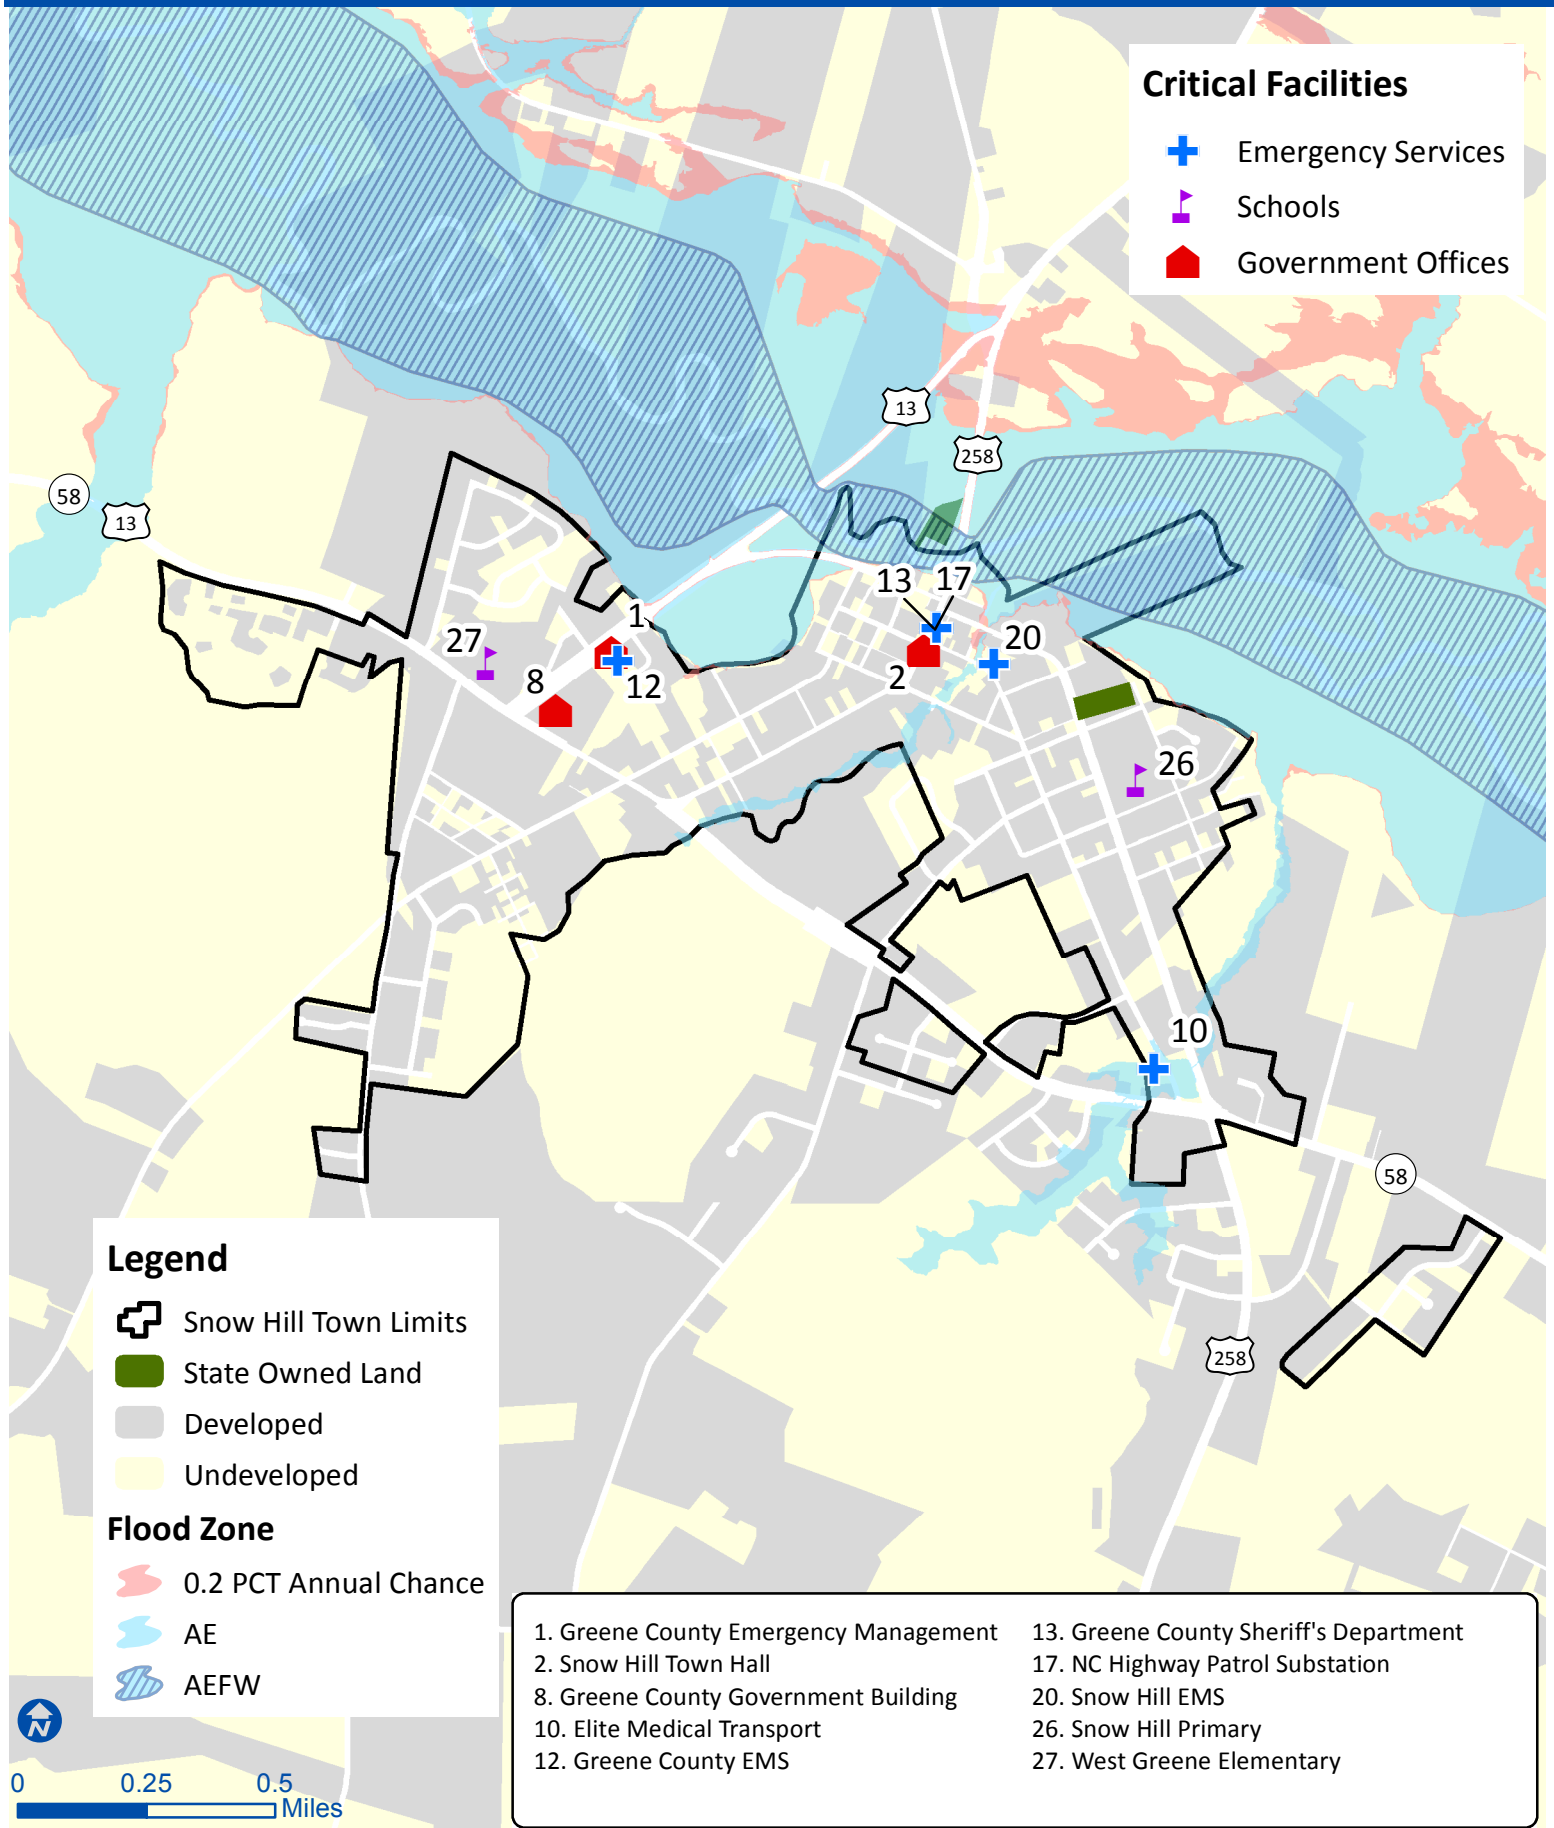 Critical Facilities
Emergency Services
Schools
Government Offices
13
258
58
13
13
17
1
20
27
2
8
12
26
10
58
258
Legend
Snow Hill Town Limits
State Owned Land
Developed
Undeveloped
Flood Zone
0.2 PCT Annual Chance
AE
AEFW
1. Greene County Emergency Management
2. Snow Hill Town Hall
8. Greene County Government Building
10. Elite Medical Transport
12. Greene County EMS
13. Greene County Sheriff's Department
17. NC Highway Patrol Substation
20. Snow Hill EMS
26. Snow Hill Primary
27. West Greene Elementary
N
0 0.25 0.5
Miles